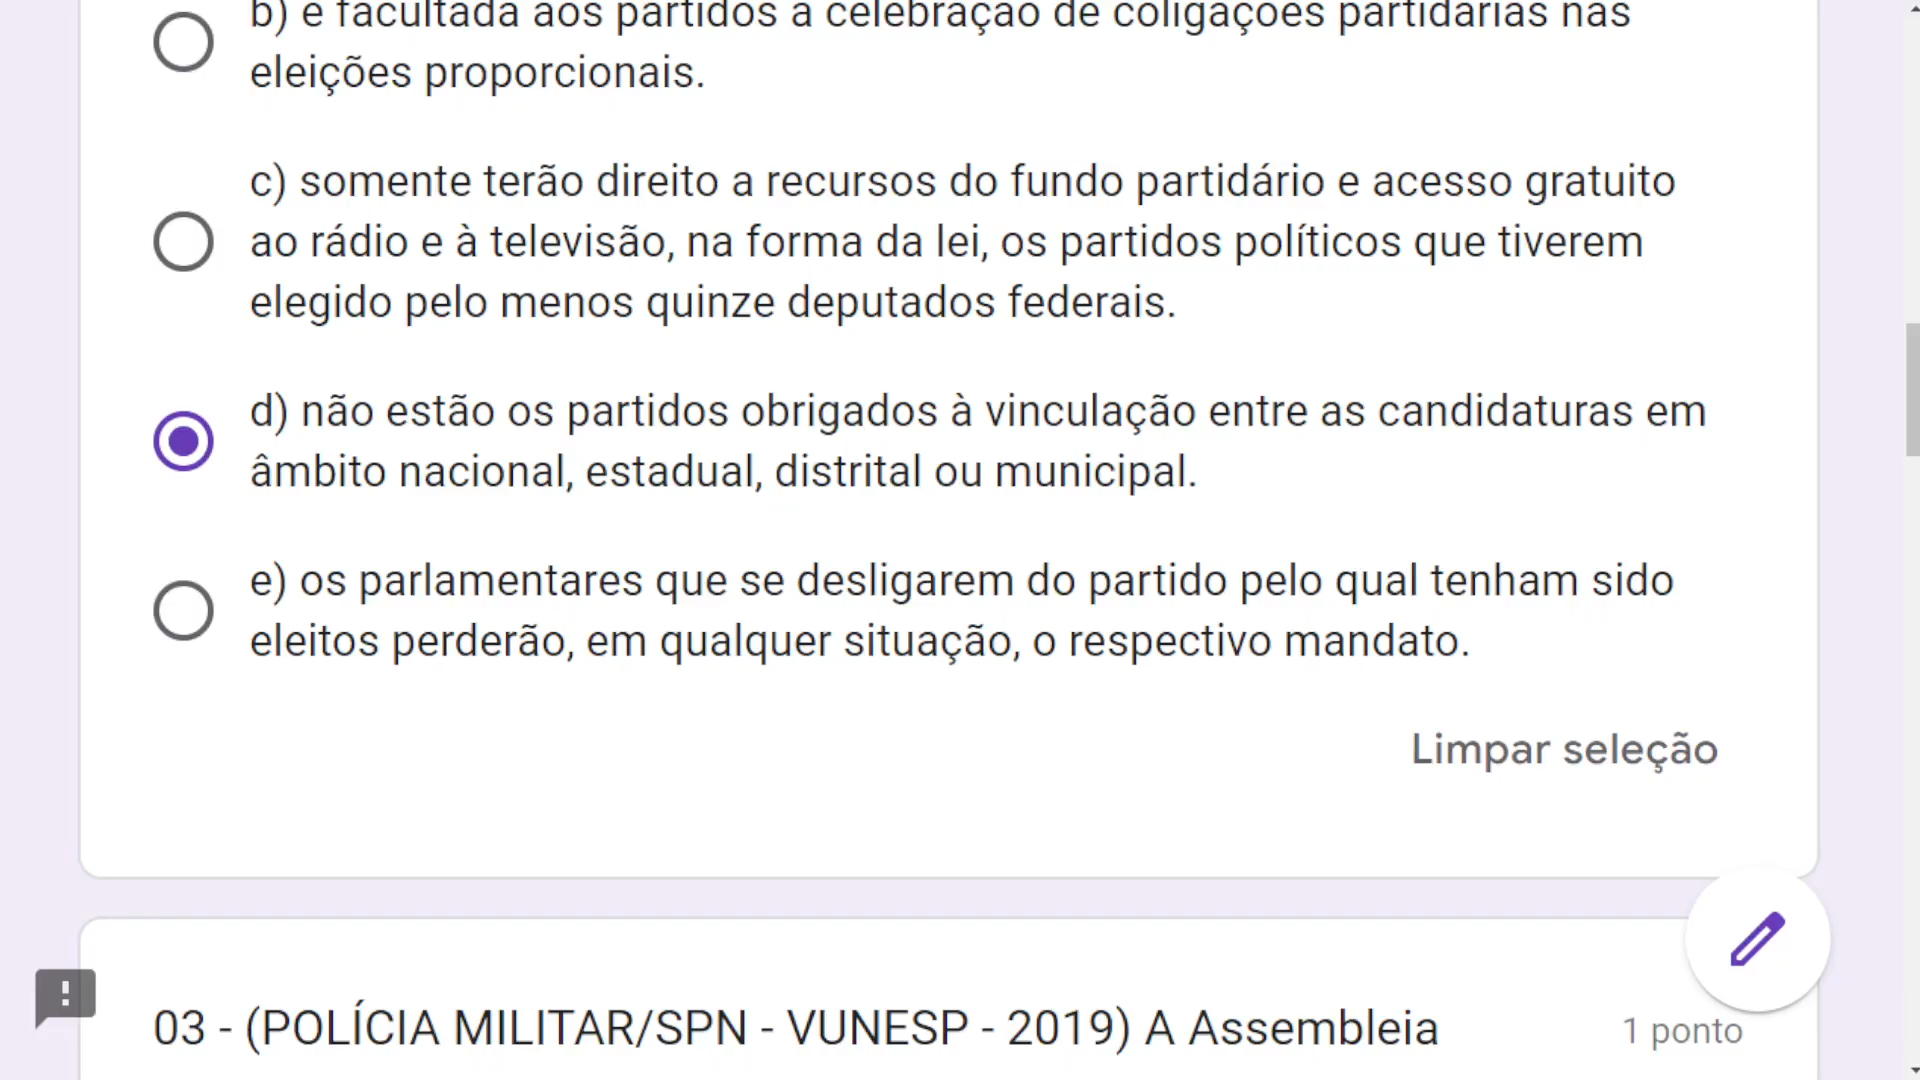 b) é facultada aos partidos a celebração de coligações partidárias nas
eleições proporcionais.
c) somente terão direito a recursos do fundo partidário e acesso gratuito
ao rádio e à televisão, na forma da lei, os partidos políticos que tiverem
elegido pelo menos quinze deputados federais.
d) não estão os partidos obrigados à vinculação entre as candidaturas em
âmbito nacional, estadual, distrital ou municipal.
e) os parlamentares que se desligarem do partido pelo qual tenham sido
eleitos perderão, em qualquer situação, o respectivo mandato.
Limpar seleção
03 - (POLÍCIA MILITAR/SPN - VUNESP - 2019) A Assembleia
1 ponto